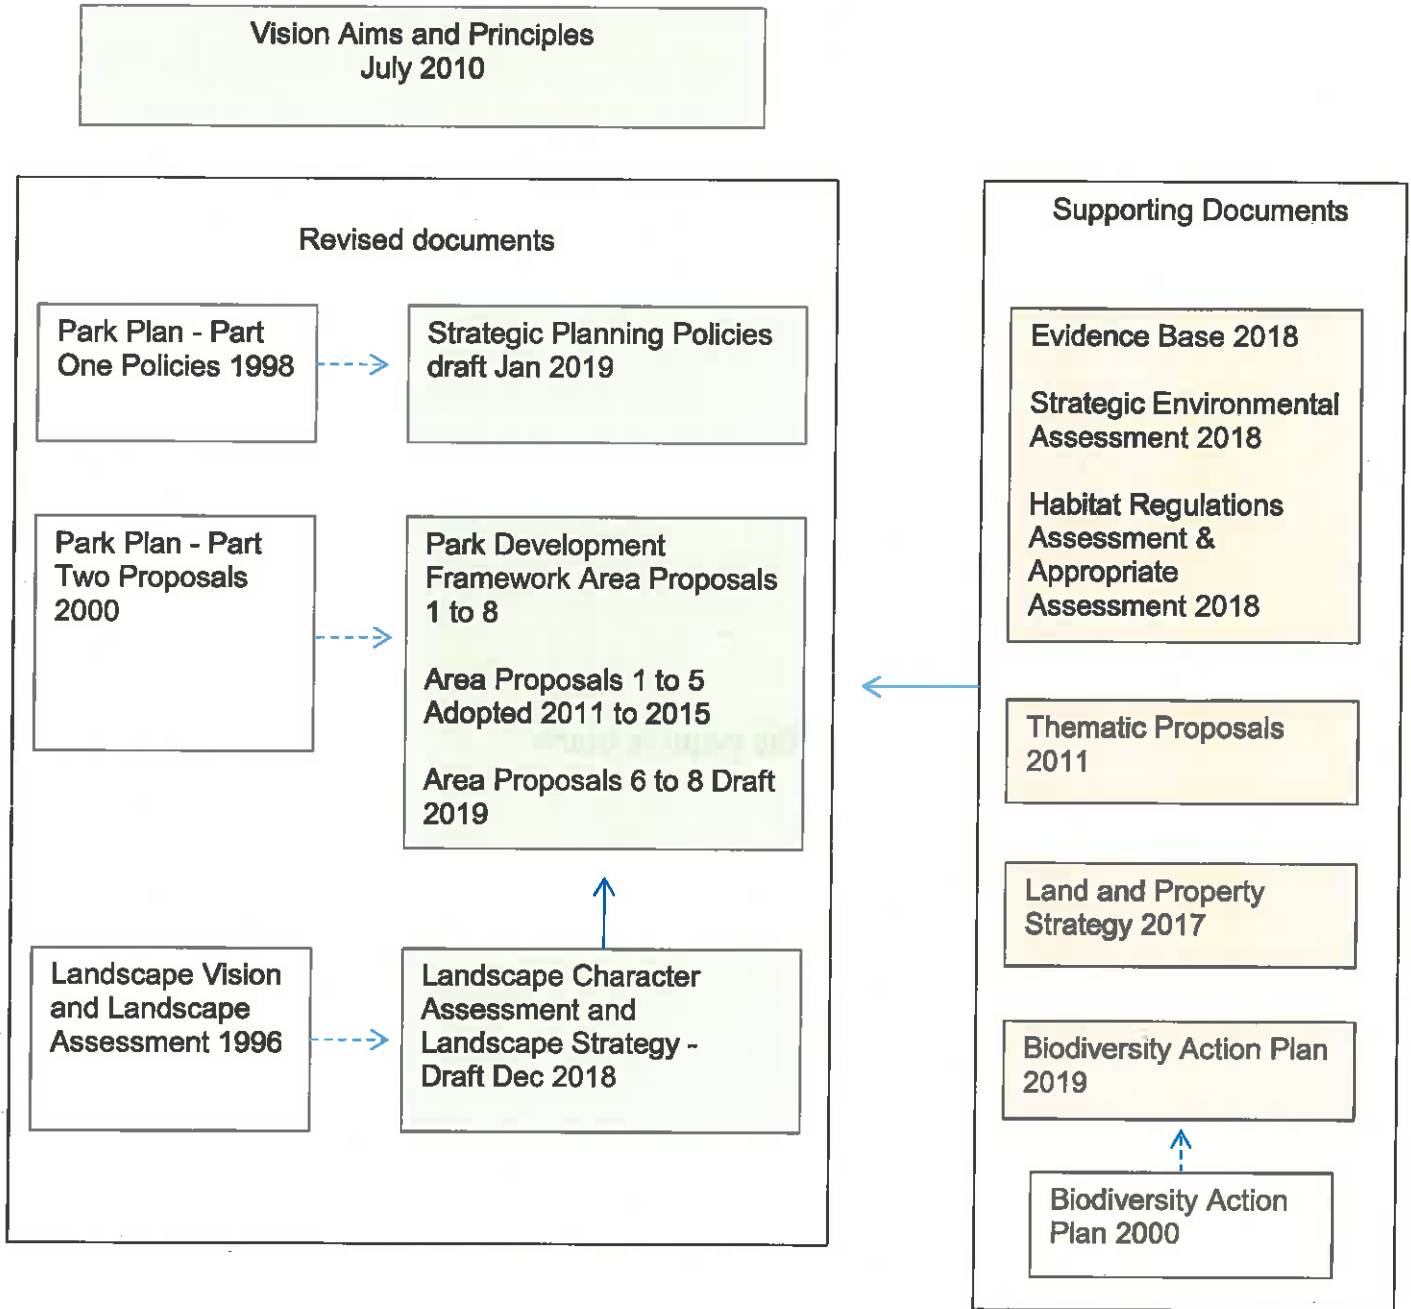 Vision Aims and Principles
July 2010
Revised documents
Park Plan - Part
One Policies 1998
Strategic Planning Policies
draft Jan 2019
Park Plan - Part
Two Proposals
2000
Park Development
Framework Area Proposals
1 to 8
Area Proposals 1 to 5
Adopted 2011 to 2015
Area Proposals 6 to 8 Draft
2019
Landscape Vision
and Landscape
Assessment 1996
Landscape Character
Assessment and
Landscape Strategy -
Draft Dec 2018
Supporting Documents
Evidence Base 2018
Strategic Environmental
Assessment 2018
Habitat Regulations
Assessment &
Appropriate
Assessment 2018
Thematic Proposals
2011
Land and Property
Strategy 2017
Biodiversity Action Plan
2019
Biodiversity Action
Plan 2000